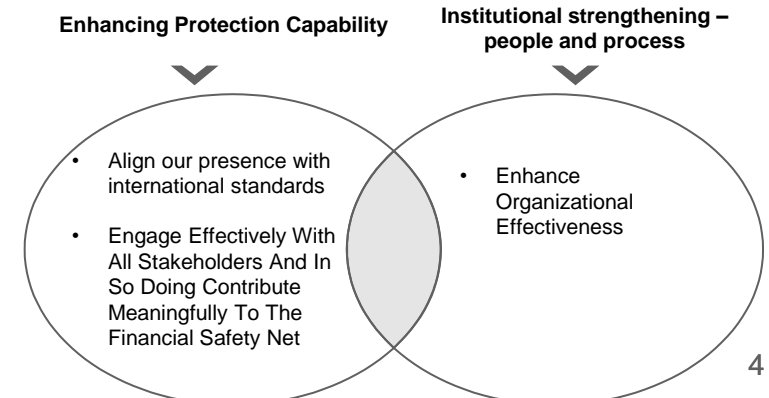 Enhancing Protection Capability
Institutional strengthening –
people and process
• Align our presence with
international standards
• Engage Effectively With
All Stakeholders And In
So Doing Contribute
Meaningfully To The
Financial Safety Net
• Enhance
Organizational
Effectiveness
4